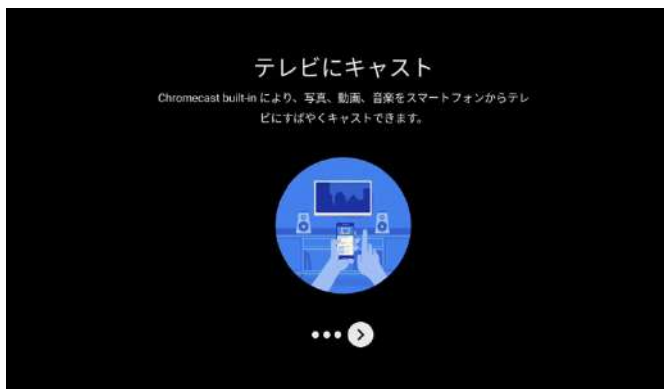 テレビにキャスト
Chromecast built-in により、写真、動画、音楽をスマートフォンからテレ
ビにすばやくキャストできます。